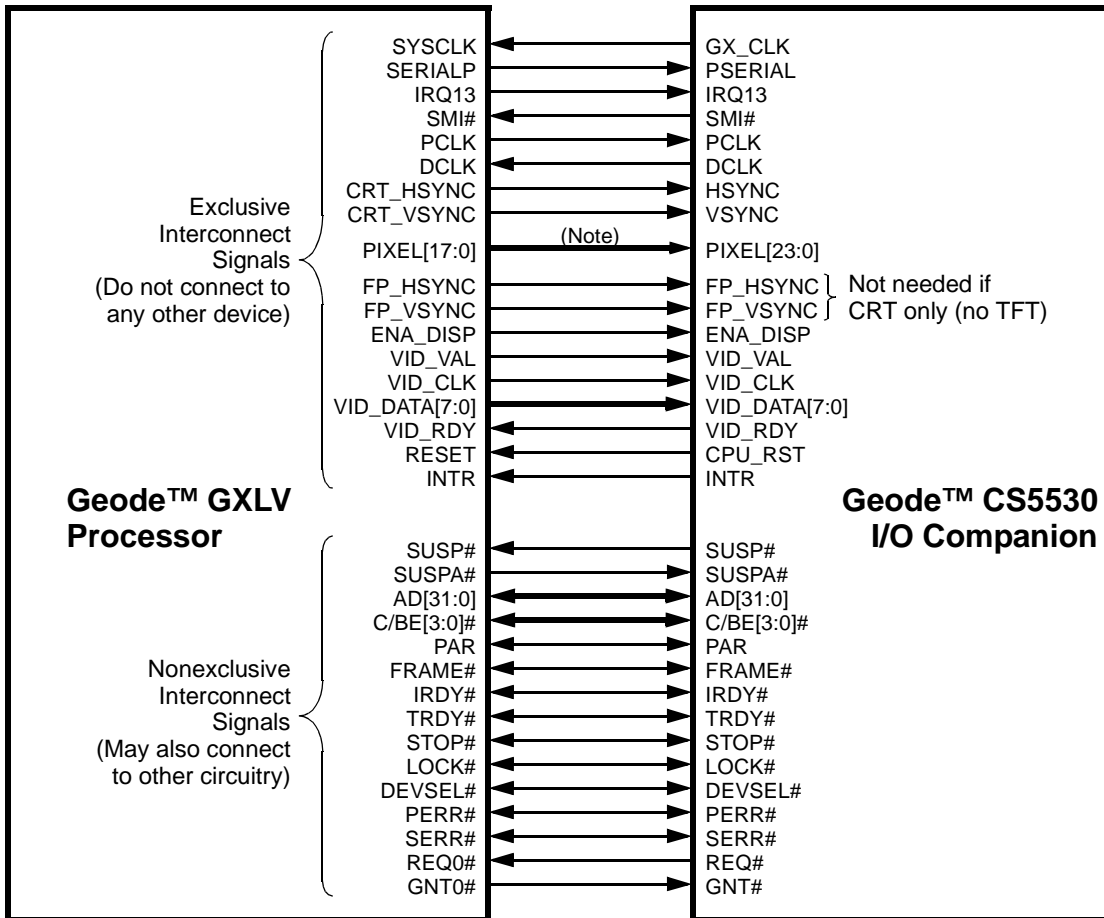 SYSCLK GX_CLK
SERIALP PSERIAL
IRQ13 IRQ13
SMI# SMI#
PCLK PCLK
DCLK DCLK
CRT_HSYNC HSYNC
CRT_VSYNC VSYNC
PIXEL[17:0] (Note) PIXEL[23:0]
FP_HSYNC FP_HSYNC
FP_VSYNC FP_VSYNC
Not needed if
CRT only (no TFT)
ENA_DISP ENA_DISP
VID_VAL VID_VAL
VID_CLK VID_CLK
VID_DATA[7:0] VID_DATA[7:0]
VID_RDY VID_RDY
RESET CPU_RST
INTR INTR
Exclusive
Interconnect
Signals
(Do not connect to
any other device)
Geode™ GXLV
Processor
Geode™ CS5530
I/O Companion
SUSP# SUSP#
SUSPA# SUSPA#
AD[31:0] AD[31:0]
C/BE[3:0]# C/BE[3:0]#
PAR PAR
FRAME# FRAME#
IRDY# IRDY#
TRDY# TRDY#
STOP# STOP#
LOCK# LOCK#
DEVSEL# DEVSEL#
PERR# PERR#
SERR# SERR#
REQ0# REQ#
GNT0# GNT#
Nonexclusive
Interconnect
Signals
(May also connect
to other circuitry)